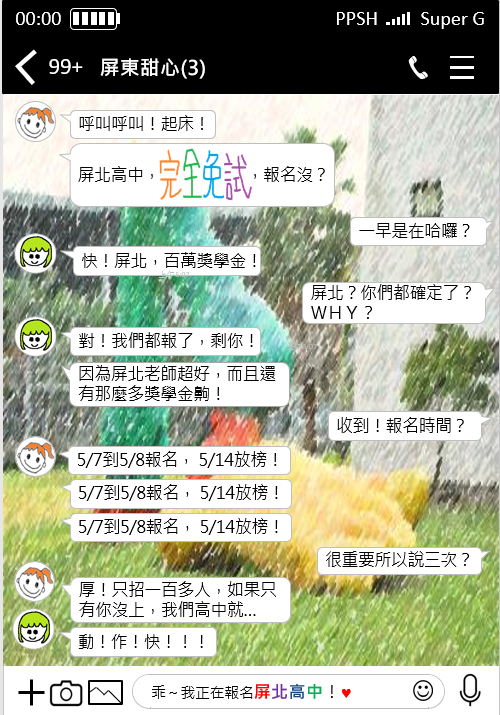 00:00 PPSH Super G
99+ 屏東甜心(3)
呼叫呼叫！起床！
屏北高中，完全免試，報名沒？
一早是在哈囉？
快！屏北，百萬獎學金！
屏北？你們都確定了？
ＷＨＹ？
對！我們都報了，剩你！
因為屏北老師超好，而且還
有那麼多獎學金齁！
收到！報名時間？
5/7到5/8報名， 5/14放榜！
5/7到5/8報名， 5/14放榜！
5/7到5/8報名， 5/14放榜！
很重要所以說三次？
厚！只招一百多人，如果只
有你沒上，我們高中就...
動！作！快！！！
乖～我正在報名屏北高中！♥